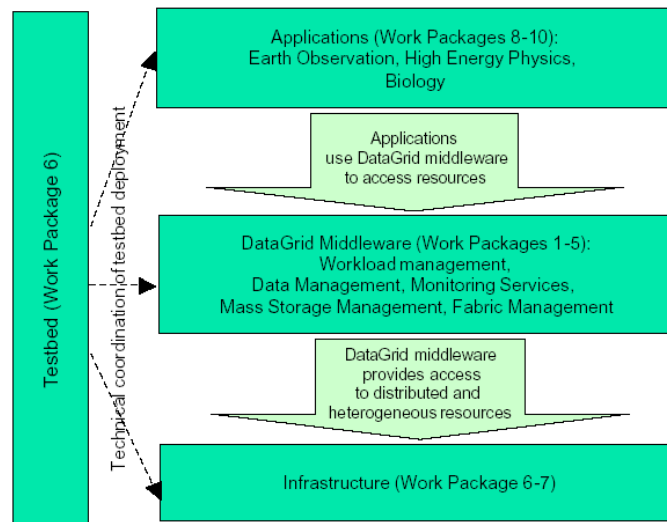 Testbed (Work Package 6)
Technical coordination of testbed deployment
Applications (Work Packages 8-10):
Earth Observation, High Energy Physics,
Biology
Applications
use DataGrid middleware
to access resources
DataGrid Middleware (Work Packages 1-5):
Workload management,
Data Management, Monitoring Services,
Mass Storage Management, Fabric Management
DataGrid middleware
provides access
to distributed and
heterogeneous resources
Infrastructure (Work Package 6-7)